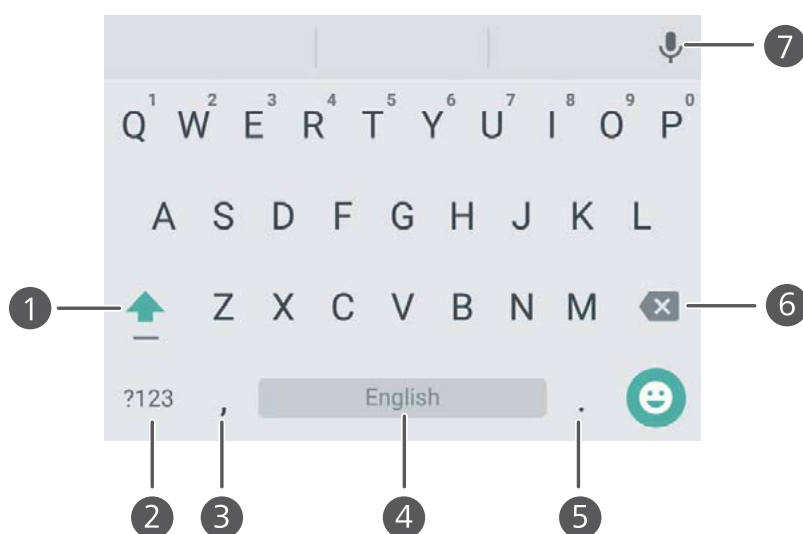 7
1 2 3 4 5 6 7 8 9 0
Q W E R T Y U I O P
A S D F G H J K L
1 Z X C V B N M 6
?123 , English .
2 3 4 5